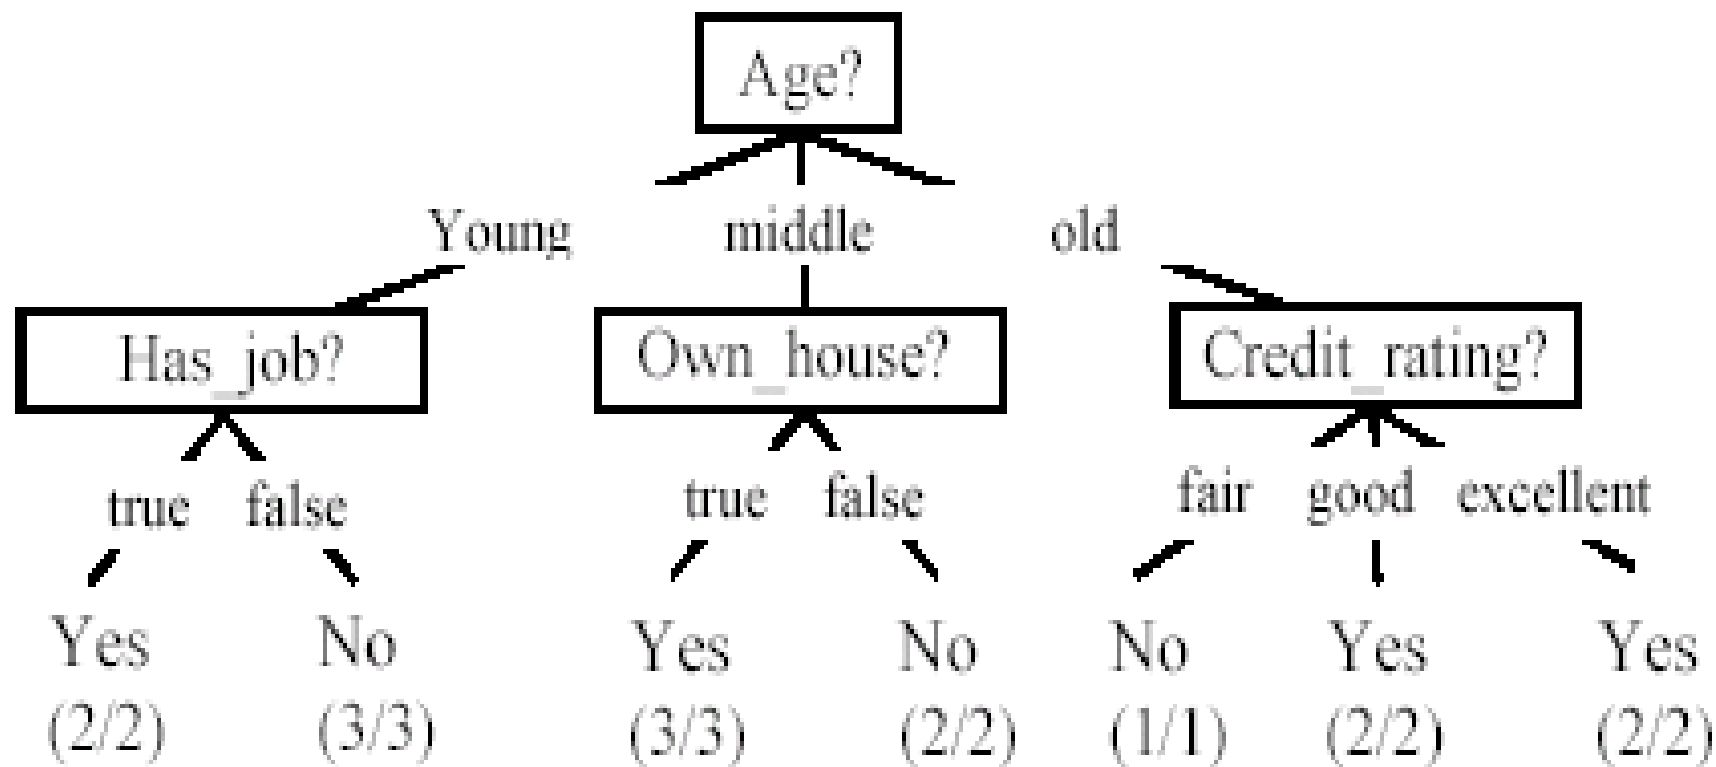 Age?
Young middle old
Has_job? Own_house? Credit_rating?
true false true false fair good excellent
Yes No Yes No No Yes Yes
(2/2) (3/3) (3/3) (2/2) (1/1) (2/2) (2/2)